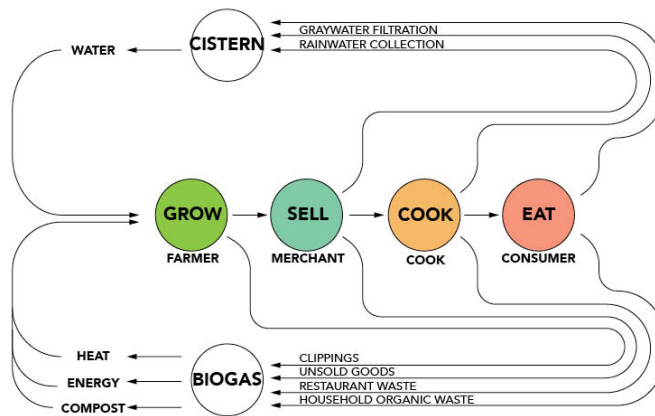 CISTERN
GRAYWATER FILTRATION
RAINWATER COLLECTION
WATER
GROW
SELL
COOK
EAT
FARMER
MERCHANT
COOK
CONSUMER
HEAT
ENERGY
COMPOST
BIOGAS
CLIPPINGS
UNSOLD GOODS
RESTAURANT WASTE
HOUSEHOLD ORGANIC WASTE